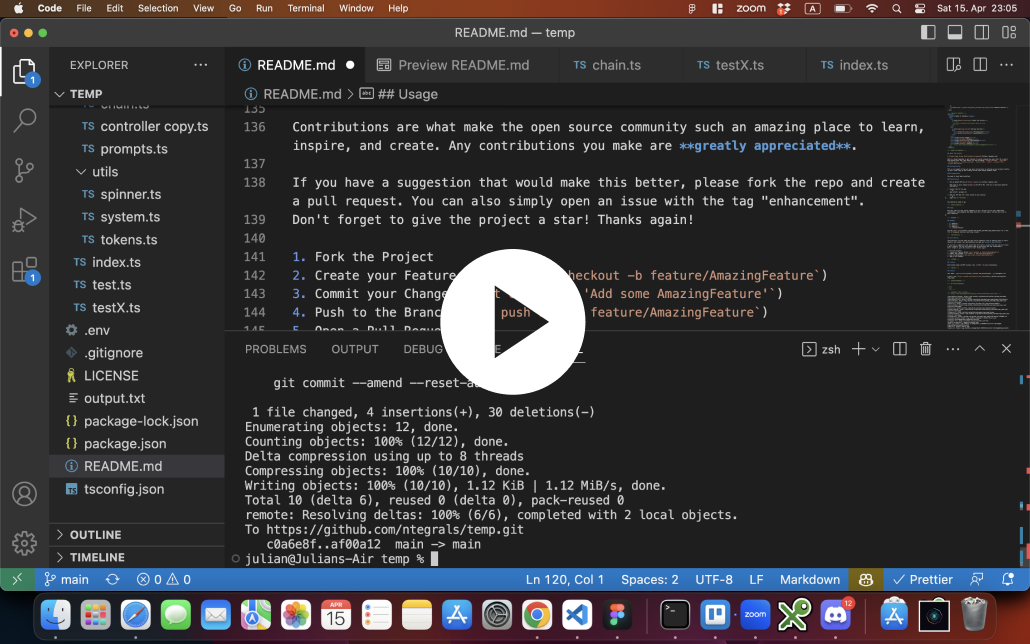 Code File Edit Selection View Go Run Terminal Window Help zoom A Sat 15. Apr 23:05
README.md — temp
EXPLORER
README.md Preview README.md TS chain.ts TS testX.ts TS index.ts
TEMP
README.md > ## Usage
chain.ts
TS controller copy.ts
TS prompts.ts
utils
TS spinner.ts
TS system.ts
TS tokens.ts
TS index.ts
TS test.ts
TS testX.ts
.env
.gitignore
LICENSE
output.txt
{} package-lock.json
{} package.json
README.md
TS tsconfig.json
OUTLINE
TIMELINE
1
1
135
136 Contributions are what make the open source community such an amazing place to learn,
inspire, and create. Any contributions you make are **greatly appreciated**.
137
138 If you have a suggestion that would make this better, please fork the repo and create
a pull request. You can also simply open an issue with the tag "enhancement".
139 Don't forget to give the project a star! Thanks again!
140
141 1. Fork the Project
142 2. Create your Feature heckout -b feature/AmazingFeature`)
143 3. Commit your Change 'Add some AmazingFeature'`)
144 4. Push to the Branc push feature/AmazingFeature`)
145 5. Open a Pull Reque
PROBLEMS OUTPUT DEBUG zsh
git commit --amend --reset-a
1 file changed, 4 insertions(+), 30 deletions(-)
Enumerating objects: 12, done.
Counting objects: 100% (12/12), done.
Delta compression using up to 8 threads
Compressing objects: 100% (10/10), done.
Writing objects: 100% (10/10), 1.12 KiB | 1.12 MiB/s, done.
Total 10 (delta 6), reused 0 (delta 0), pack-reused 0
remote: Resolving deltas: 100% (6/6), completed with 2 local objects.
To https://github.com/ntegrals/temp.git
c0a6e8f..af00a12 main -> main
julian@Julians-Air temp %
main 0 0 Ln 120, Col 1 Spaces: 2 UTF-8 LF Markdown Prettier
APR
15
zoom
12